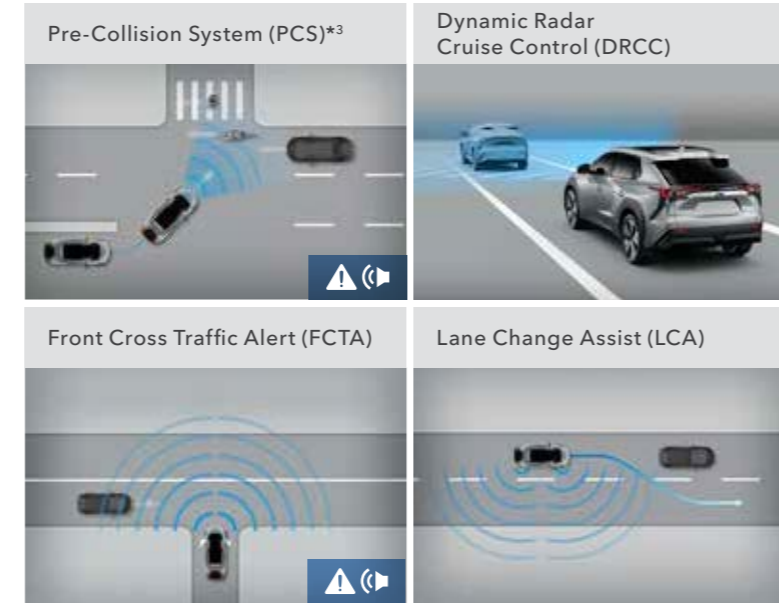 Pre-Collision System (PCS)*3
Dynamic Radar
Cruise Control (DRCC)
Front Cross Traffic Alert (FCTA)
Lane Change Assist (LCA)